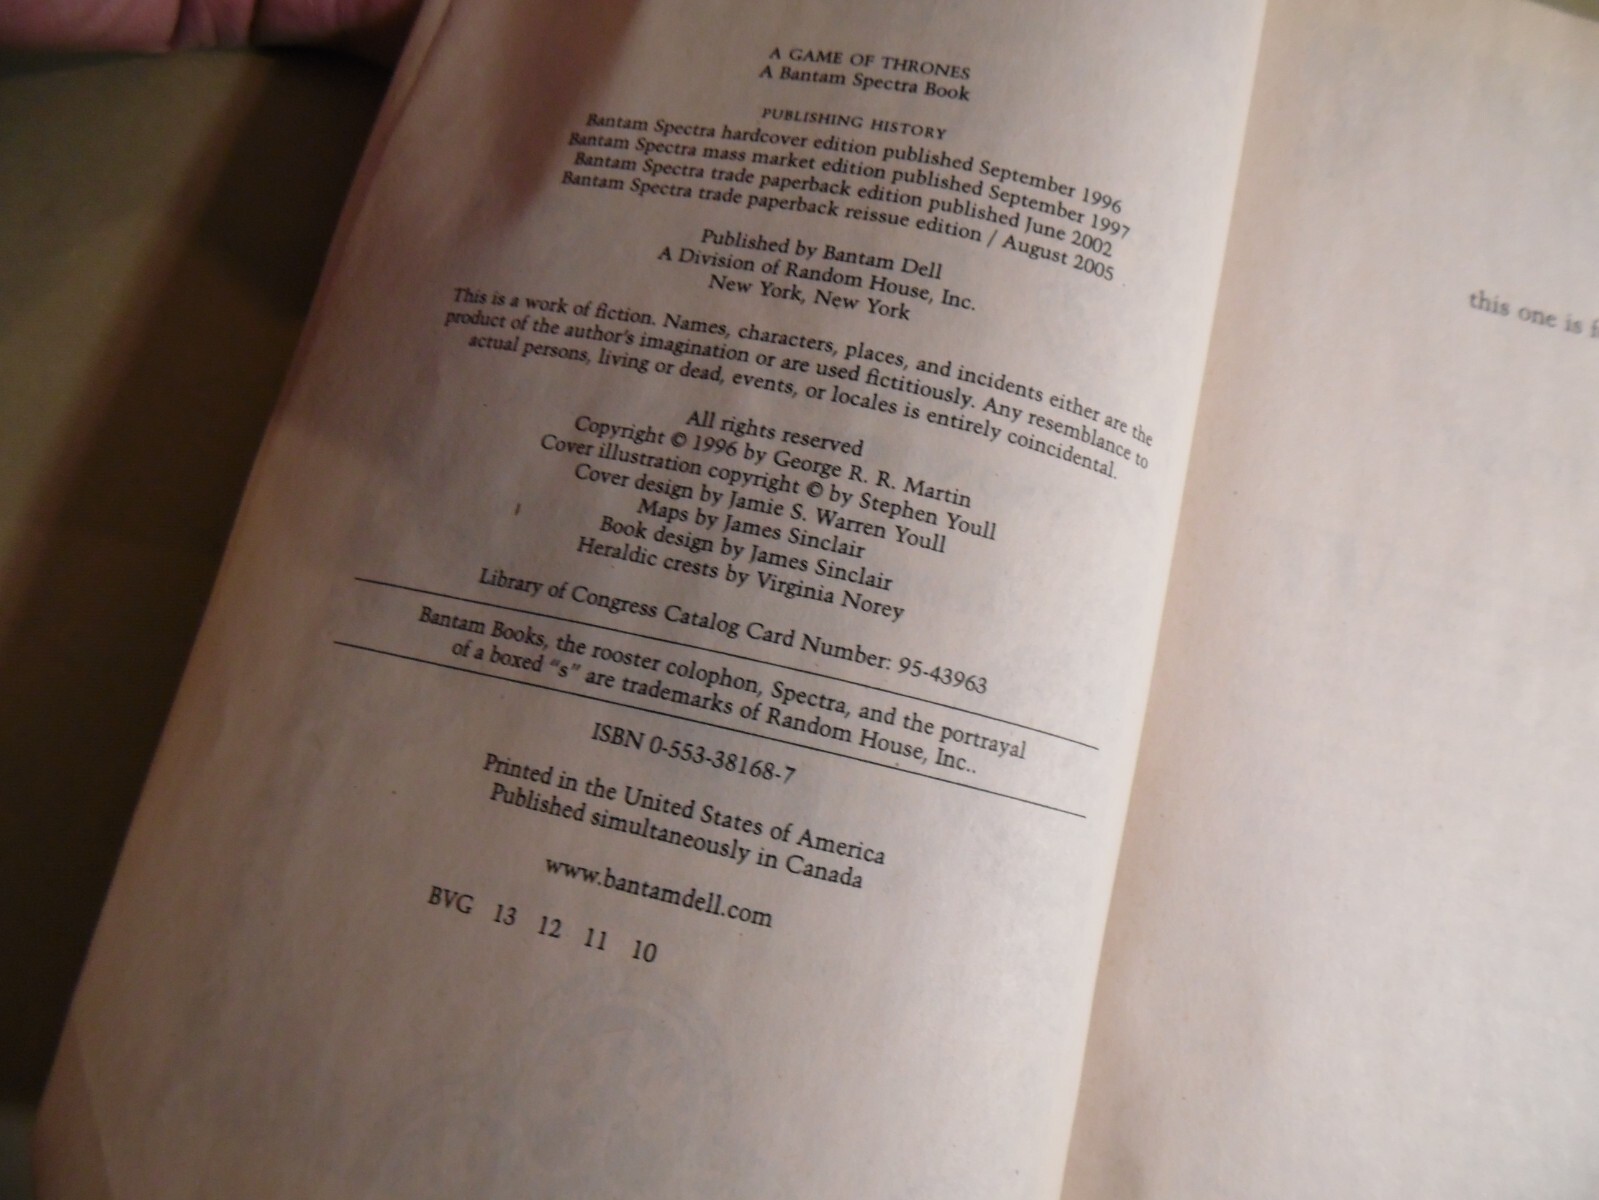 A GAME OF THRONES
A Bantam Spectra Book
PUBLISHING HISTORY
Bantam Spectra hardcover edition published September 1996
Bantam Spectra mass market edition published September 1997
Bantam Spectra trade paperback edition published June 2002
Bantam Spectra trade paperback reissue edition / August 2005
Published by Bantam Dell
A Division of Random House, Inc.
New York, New York
This is a work of fiction. Names, characters, places, and incidents either are the
product of the author's imagination or are used fictitiously. Any resemblance to
actual persons, living or dead, events, or locales is entirely coincidental.
All rights reserved
Copyright © 1996 by George R. R. Martin
Cover illustration copyright © by Stephen Youll
Cover design by Jamie S. Warren Youll
Maps by James Sinclair
Book design by James Sinclair
Heraldic crests by Virginia Norey
Library of Congress Catalog Card Number: 95-43963
Bantam Books, the rooster colophon, Spectra, and the portrayal
of a boxed “s” are trademarks of Random House, Inc..
ISBN 0-553-38168-7
Printed in the United States of America
Published simultaneously in Canada
www.bantamdell.com
BVG 13 12 11 10
this one is